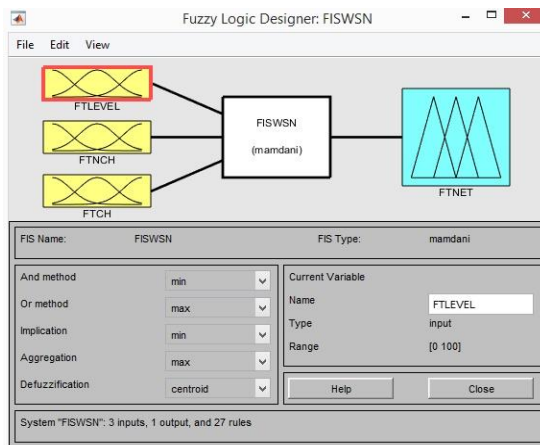 Fuzzy Logic Designer: FISWSN
File Edit View
FTLEVEL
FTNCH
FTCH
FISWSN
(mamdani)
FTNET
FIS Name: FISWSN FIS Type: mamdani
And method min
Or method max
Implication min
Aggregation max
Defuzzification centroid
Current Variable
Name FTLEVEL
Type input
Range [0 100]
Help Close
System "FISWSN": 3 inputs, 1 output, and 27 rules